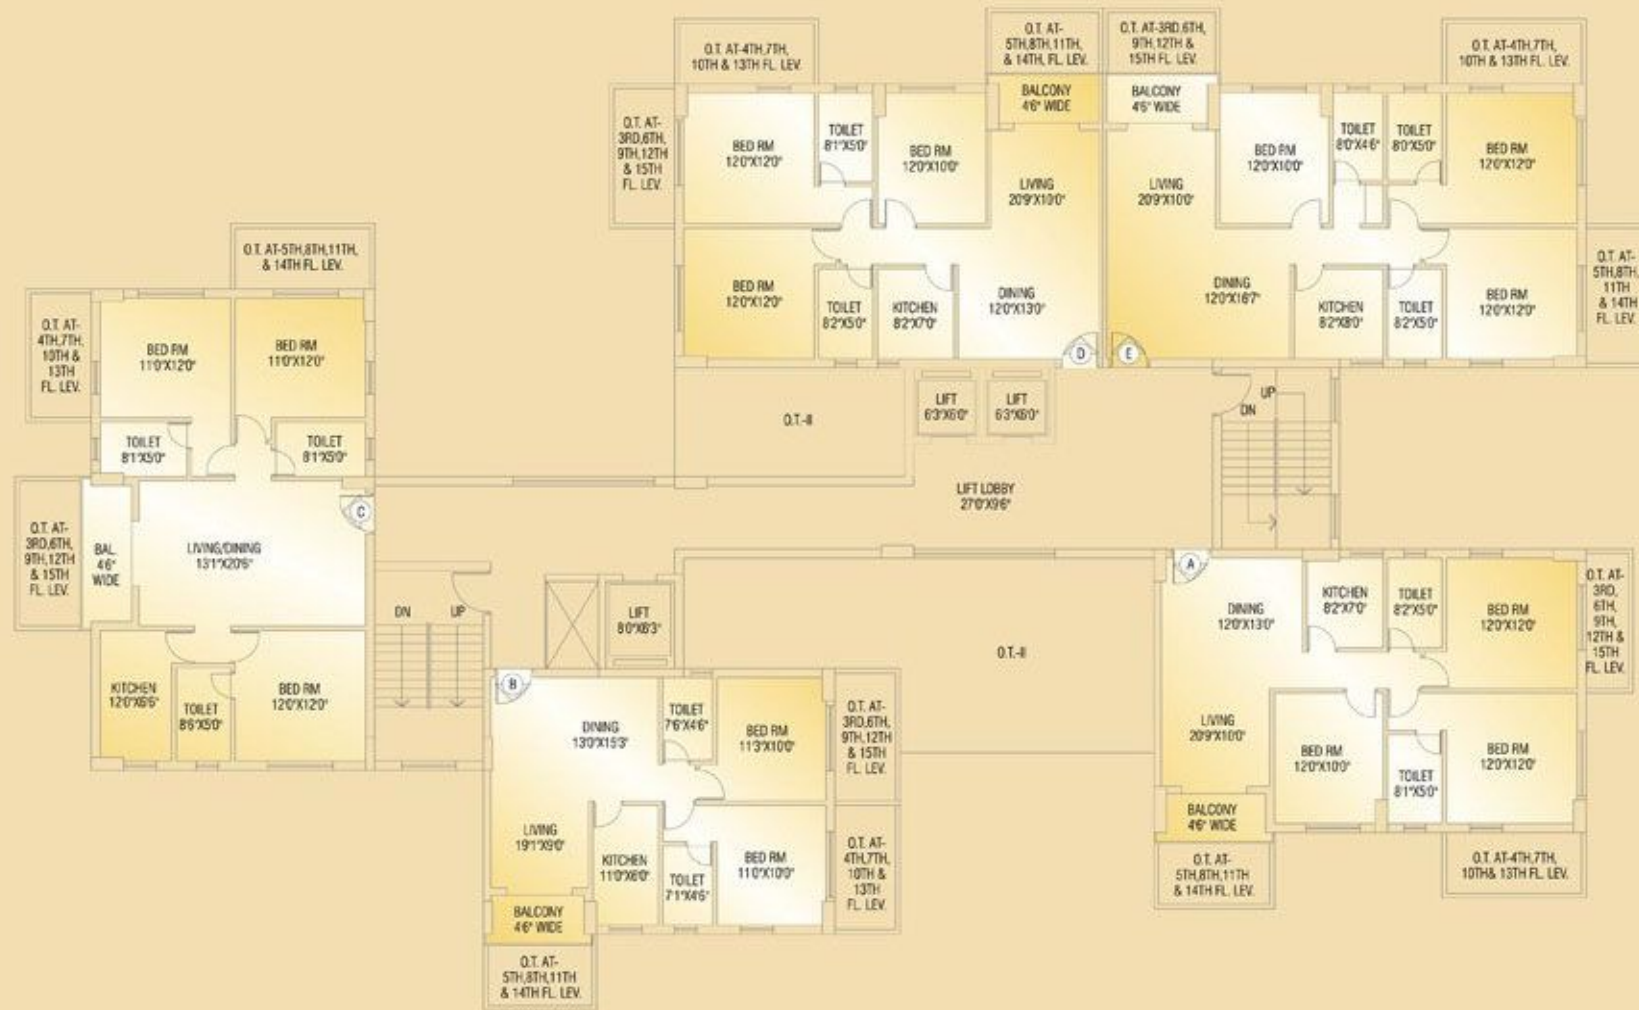 O.T. AT-4TH,7TH,
10TH & 13TH FL. LEV.
O.T. AT-
5TH,8TH,11TH,
& 14TH, FL. LEV.
O.T. AT-3RD,6TH,
9TH,12TH &
15TH FL. LEV.
O.T. AT-4TH,7TH,
10TH & 13TH FL. LEV.
O.T. AT-
3RD,6TH,
9TH,12TH
& 15TH
FL. LEV.
BED RM
12'0"X12'0"
TOILET
8'1"X5'0"
BED RM
12'0"X10'0"
BALCONY
4'6" WIDE
LIVING
20'9"X10'0"
BALCONY
4'6" WIDE
LIVING
20'9"X10'0"
BED RM
12'0"X10'0"
TOILET
8'0"X4'6"
TOILET
8'0"X5'0"
BED RM
12'0"X12'0"
BED RM
12'0"X12'0"
TOILET
8'2"X5'0"
KITCHEN
8'2"X7'0"
DINING
12'0"X13'0"
D
E
DINING
12'0"X16'7"
KITCHEN
8'2"X8'0"
TOILET
8'2"X5'0"
BED RM
12'0"X12'0"
O.T. AT-
5TH,8TH,
11TH
& 14TH
FL. LEV.
O.T. AT-5TH,8TH,11TH,
& 14TH FL. LEV.
O.T. AT-
4TH,7TH,
10TH &
13TH
FL. LEV.
BED RM
11'0"X12'0"
BED RM
11'0"X12'0"
TOILET
8'1"X5'0"
TOILET
8'1"X5'0"
C
O.T. AT-
3RD,6TH,
9TH,12TH
& 15TH
FL. LEV.
BAL.
4'6"
WIDE
LIVING/DINING
13'1"X20'6"
KITCHEN
12'0"X6'6"
TOILET
8'6"X5'0"
BED RM
12'0"X12'0"
O.T.-II
LIFT
6'3"X6'0"
LIFT
6'3"X6'0"
UP
DN
LIFT LOBBY
27'0"X9'6"
DN
UP
LIFT
8'0"X6'3"
O.T.-II
B
DINING
13'0"X15'3"
TOILET
7'6"X4'6"
BED RM
11'3"X10'0"
O.T. AT-
3RD,6TH,
9TH,12TH
& 15TH
FL. LEV.
LIVING
19'1"X9'0"
KITCHEN
11'0"X6'0"
TOILET
7'1"X4'6"
BED RM
11'0"X10'0"
O.T. AT-
4TH,7TH,
10TH &
13TH
FL. LEV.
BALCONY
4'6" WIDE
O.T. AT-
5TH,8TH,11TH
& 14TH FL. LEV.
A
DINING
12'0"X13'0"
KITCHEN
8'2"X7'0"
TOILET
8'2"X5'0"
BED RM
12'0"X12'0"
O.T. AT-
3RD,
6TH,
9TH,
12TH &
15TH
FL. LEV.
LIVING
20'9"X10'0"
BED RM
12'0"X10'0"
TOILET
8'1"X5'0"
BED RM
12'0"X12'0"
BALCONY
4'6" WIDE
O.T. AT-
5TH,8TH,11TH
& 14TH FL. LEV.
O.T. AT-4TH,7TH,
10TH& 13TH FL. LEV.